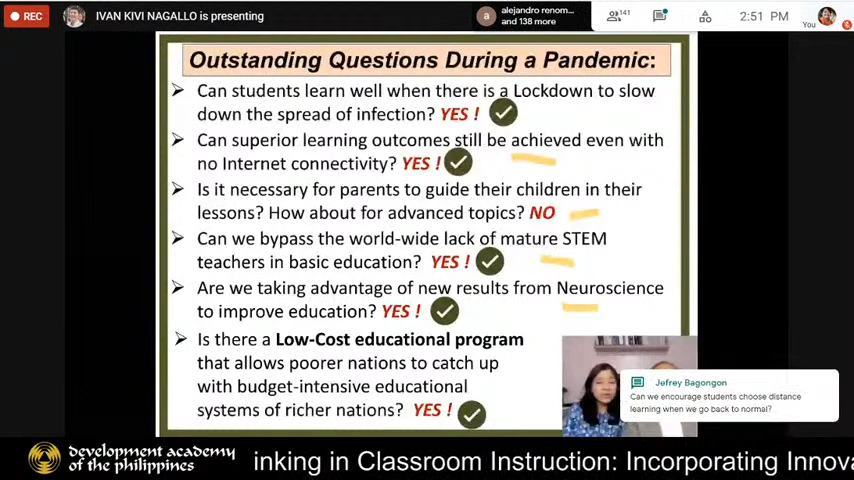 REC
IVAN KIVI NAGALLO is presenting
alejandro renom...
and 138 more
a
141
2:51 PM
You
Outstanding Questions During a Pandemic:
➤ Can students learn well when there is a Lockdown to slow
down the spread of infection? YES !
➤ Can superior learning outcomes still be achieved even with
no Internet connectivity? YES !
➤ Is it necessary for parents to guide their children in their
lessons? How about for advanced topics? NO
➤ Can we bypass the world-wide lack of mature STEM
teachers in basic education? YES !
➤ Are we taking advantage of new results from Neuroscience
to improve education? YES !
➤ Is there a Low-Cost educational program
that allows poorer nations to catch up
with budget-intensive educational
systems of richer nations? YES !
Jefrey Bagongon
Can we encourage students choose distance
learning when we go back to normal?
development academy
of the philippines
inking in Classroom Instruction: Incorporating Innova